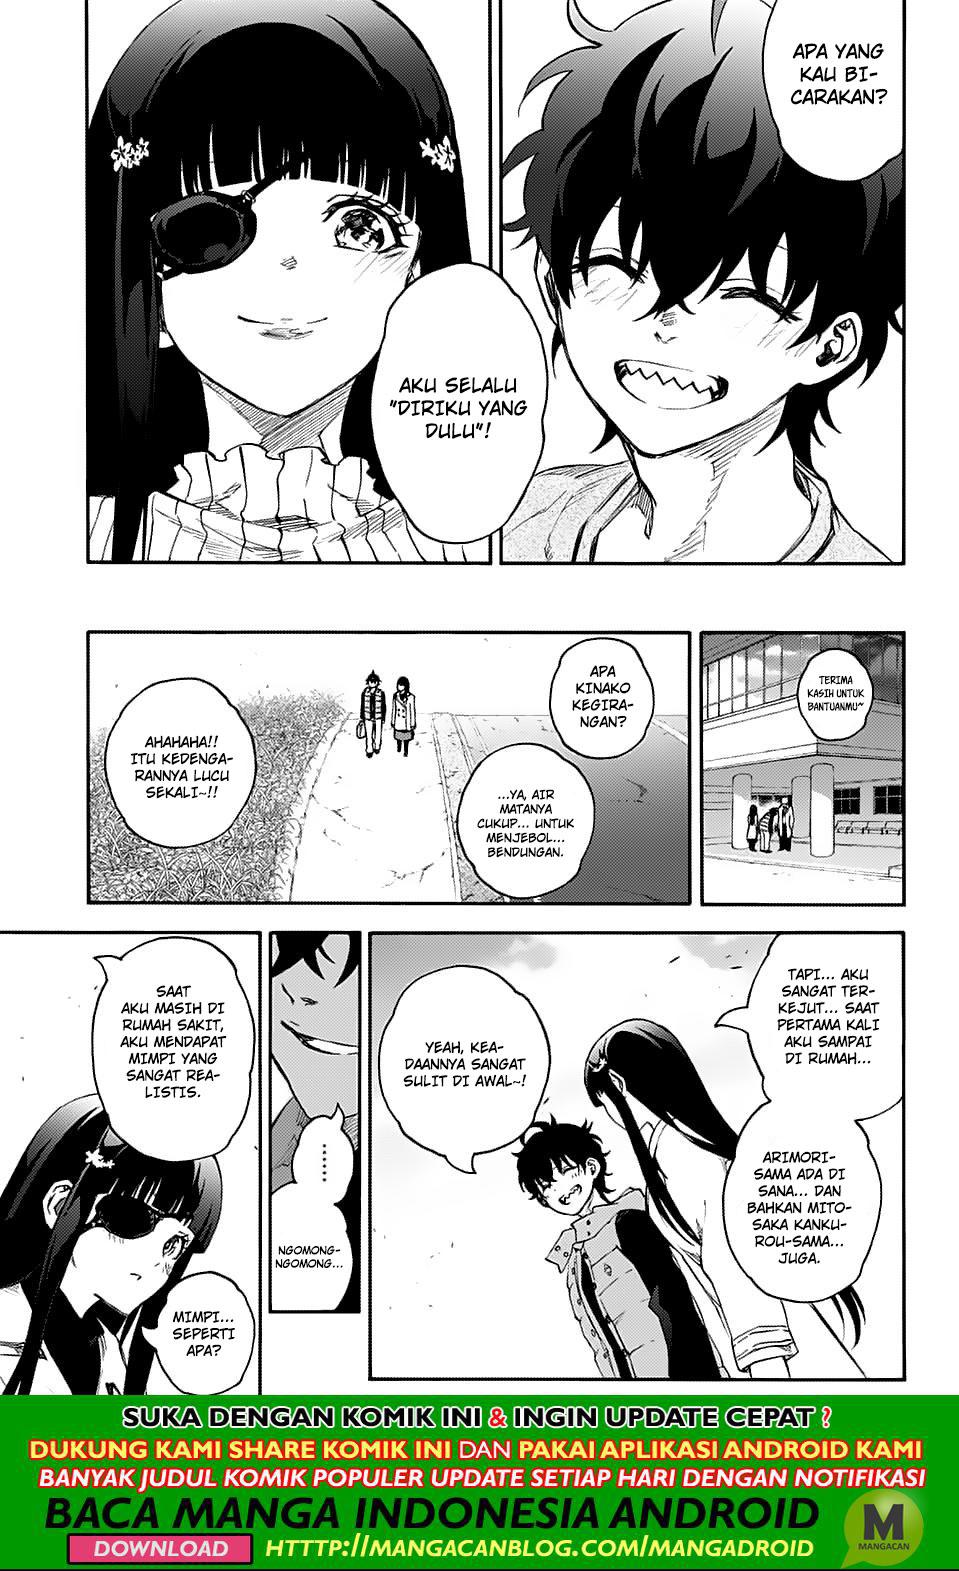 APA YANG
KAU BI-
CARAKAN?
AKU SELALU
"DIRIKU YANG
DULU"!
TERIMA
KASIH UNTUK
BANTUANMU~
APA
KINAKO
KEGIRA-
NGAN?
...YA, AIR
MATANYA
CUKUP... UNTUK
MENJEBOL...
BENDUNGAN.
AHAHAHA!!
ITU KEDENGA-
RANNYA LUCU
SEKALI~!!
TAPI... AKU
SANGAT TER-
KEJUT... SAAT
PERTAMA KALI
AKU SAMPAI
DI RUMAH...
ARIMORI-
SAMA ADA DI
SANA... DAN
BAHKAN MITO-
SAKA KANKU-
ROU-SAMA...
JUGA.
YEAH, KEA-
DAANNYA SANGAT
SULIT DI AWAL~!
........
NGOMONG-
NGOMONG...
SAAT
AKU MASIH DI
RUMAH SAKIT,
AKU MENDAPAT
MIMPI YANG
SANGAT REA-
LISTIS.
MIMPI...
SEPERTI
APA?
SUKA DENGAN KOMIK INI & INGIN UPDATE CEPAT ?
DUKUNG KAMI SHARE KOMIK INI DAN PAKAI APLIKASI ANDROID KAMI
BANYAK JUDUL KOMIK POPULER UPDATE SETIAP HARI DENGAN NOTIFIKASI
BACA MANGA INDONESIA ANDROID
DOWNLOAD HTTTP://MANGACANBLOG.COM/MANGADROID
M
MANGACAN